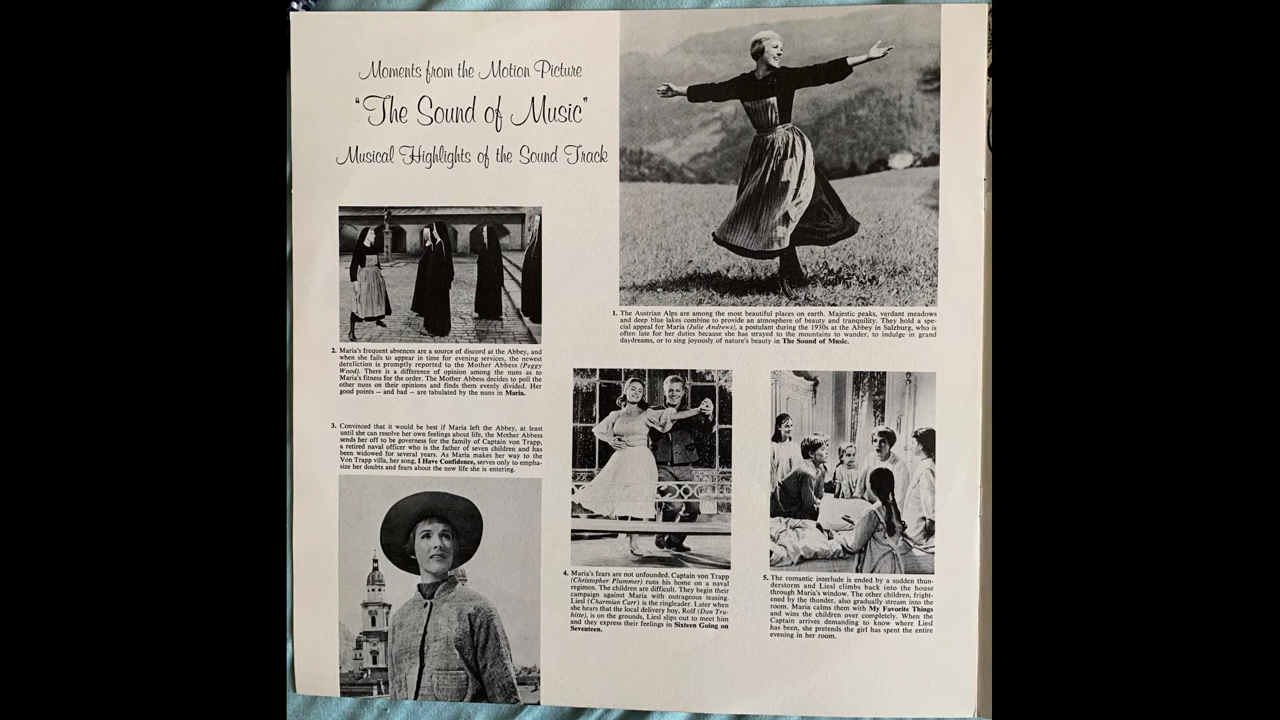 Moments from the Motion Picture
"The Sound of Music"
Musical Highlights of the Sound Track
1. The Austrian Alps are among the most beautiful places on earth. Majestic peaks, verdant meadows
and deep blue lakes combine to provide an atmosphere of beauty and tranquility. They hold a spe-
cial appeal for Maria (Julie Andrews), a postulant during the 1930s at the Abbey in Salzburg, who is
often late for her duties because she has strayed to the mountains to wander, to indulge in grand
daydreams, or to sing joyously of nature's beauty in The Sound of Music.
2. Maria's frequent absences are a source of discord at the Abbey, and
when she fails to appear in time for evening services, the newest
dereliction is promptly reported to the Mother Abbess (Peggy
Wood). There is a difference of opinion among the nuns as to
Maria's fitness for the order. The Mother Abbess decides to poll the
other nuns on their opinions and finds them evenly divided. Her
good points — and bad — are tabulated by the nuns in Maria.
3. Convinced that it would be best if Maria left the Abbey, at least
until she can resolve her own feelings about life, the Mother Abbess
sends her off to be governess for the family of Captain von Trapp,
a retired naval officer who is the father of seven children and has
been widowed for several years. As Maria makes her way to the
Von Trapp villa, her song, I Have Confidence, serves only to empha-
size her doubts and fears about the new life she is entering.
4. Maria's fears are not unfounded. Captain von Trapp
(Christopher Plummer) runs his home on a naval
regimen. The children are difficult. They begin their
campaign against Maria with outrageous teasing.
Liesl (Charmian Carr) is the ringleader. Later when
she hears that the local delivery boy, Rolf (Dan Tru-
hitte), is on the grounds, Liesl slips out to meet him
and they express their feelings in Sixteen Going on
Seventeen.
5. The romantic interlude is ended by a sudden thun-
derstorm and Liesl climbs back into the house
through Maria's window. The other children, fright-
ened by the thunder, also gradually stream into the
room. Maria calms them with My Favorite Things
and wins the children over completely. When the
Captain arrives demanding to know where Liesl
has been, she pretends the girl has spent the entire
evening in her room.